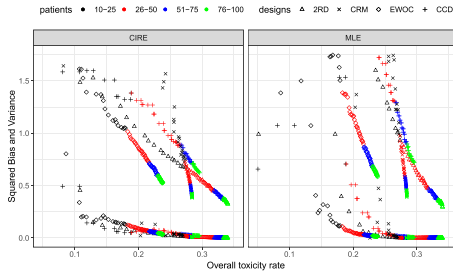 patients 10−25 26−50 51−75 76−100 designs 2RD CRM EWOC CCD
CIRE MLE
Squared Bias and Variance
1.5
1.0
0.5
0.0
0.1 0.2 0.3 0.1 0.2 0.3
Overall toxicity rate